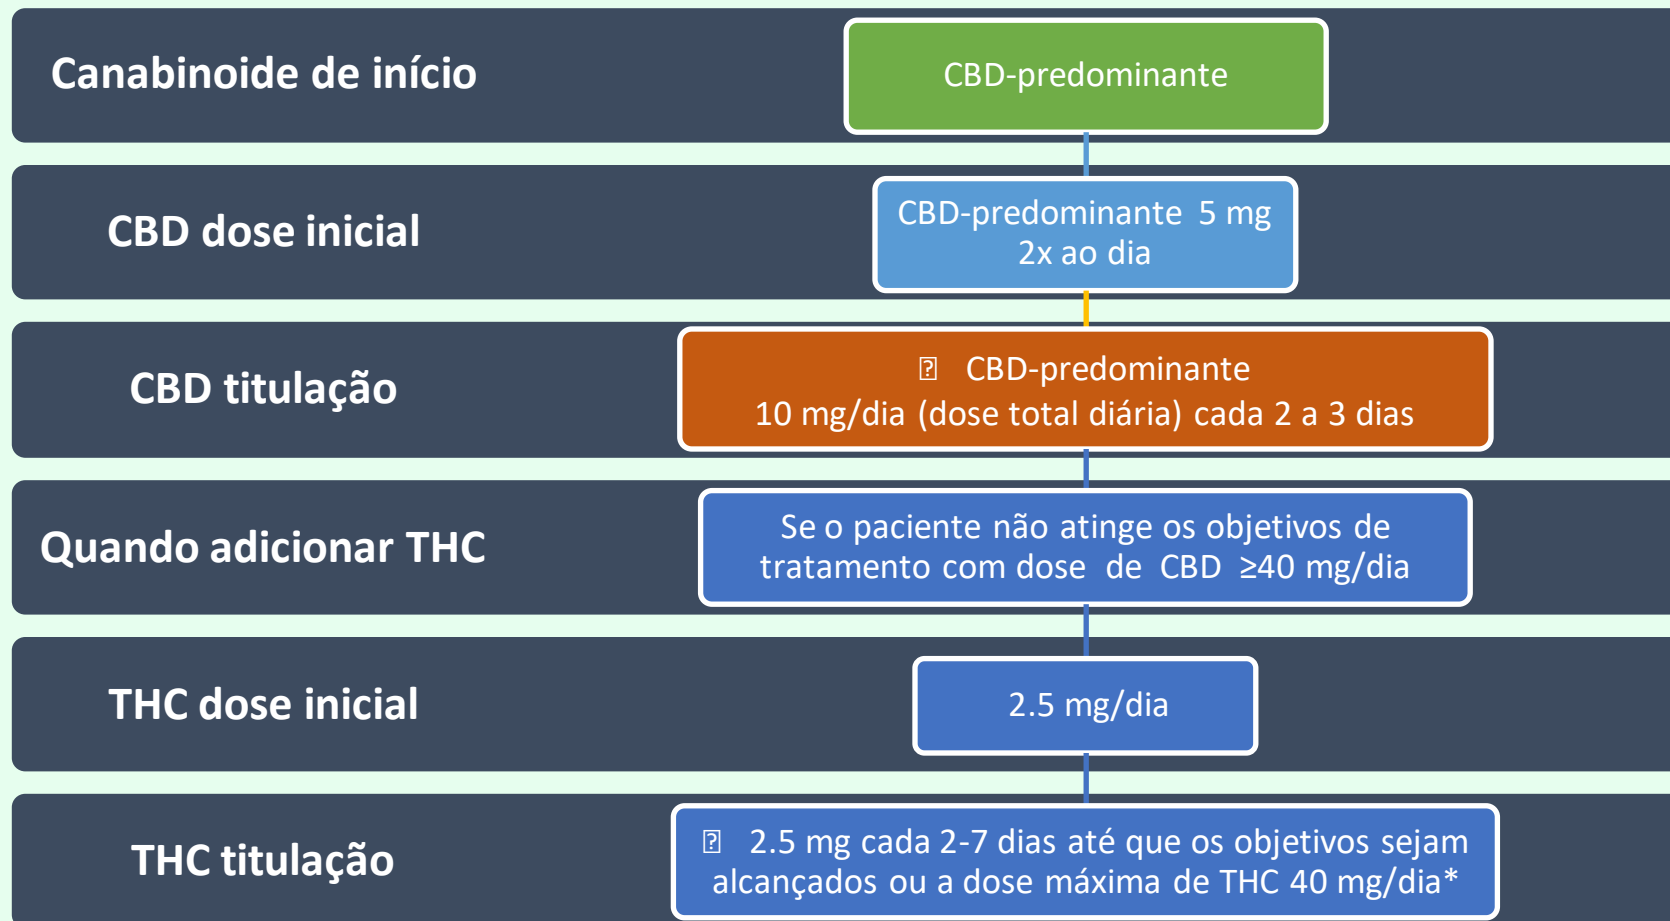 Canabinoide de início
CBD-predominante
CBD dose inicial
CBD-predominante 5 mg
2x ao dia
CBD titulação
CBD-predominante
10 mg/dia (dose total diária) cada 2 a 3 dias
Quando adicionar THC
Se o paciente não atinge os objetivos de
tratamento com dose de CBD ≥40 mg/dia
THC dose inicial
2.5 mg/dia
THC titulação
2.5 mg cada 2-7 dias até que os objetivos sejam
alcançados ou a dose máxima de THC 40 mg/dia*